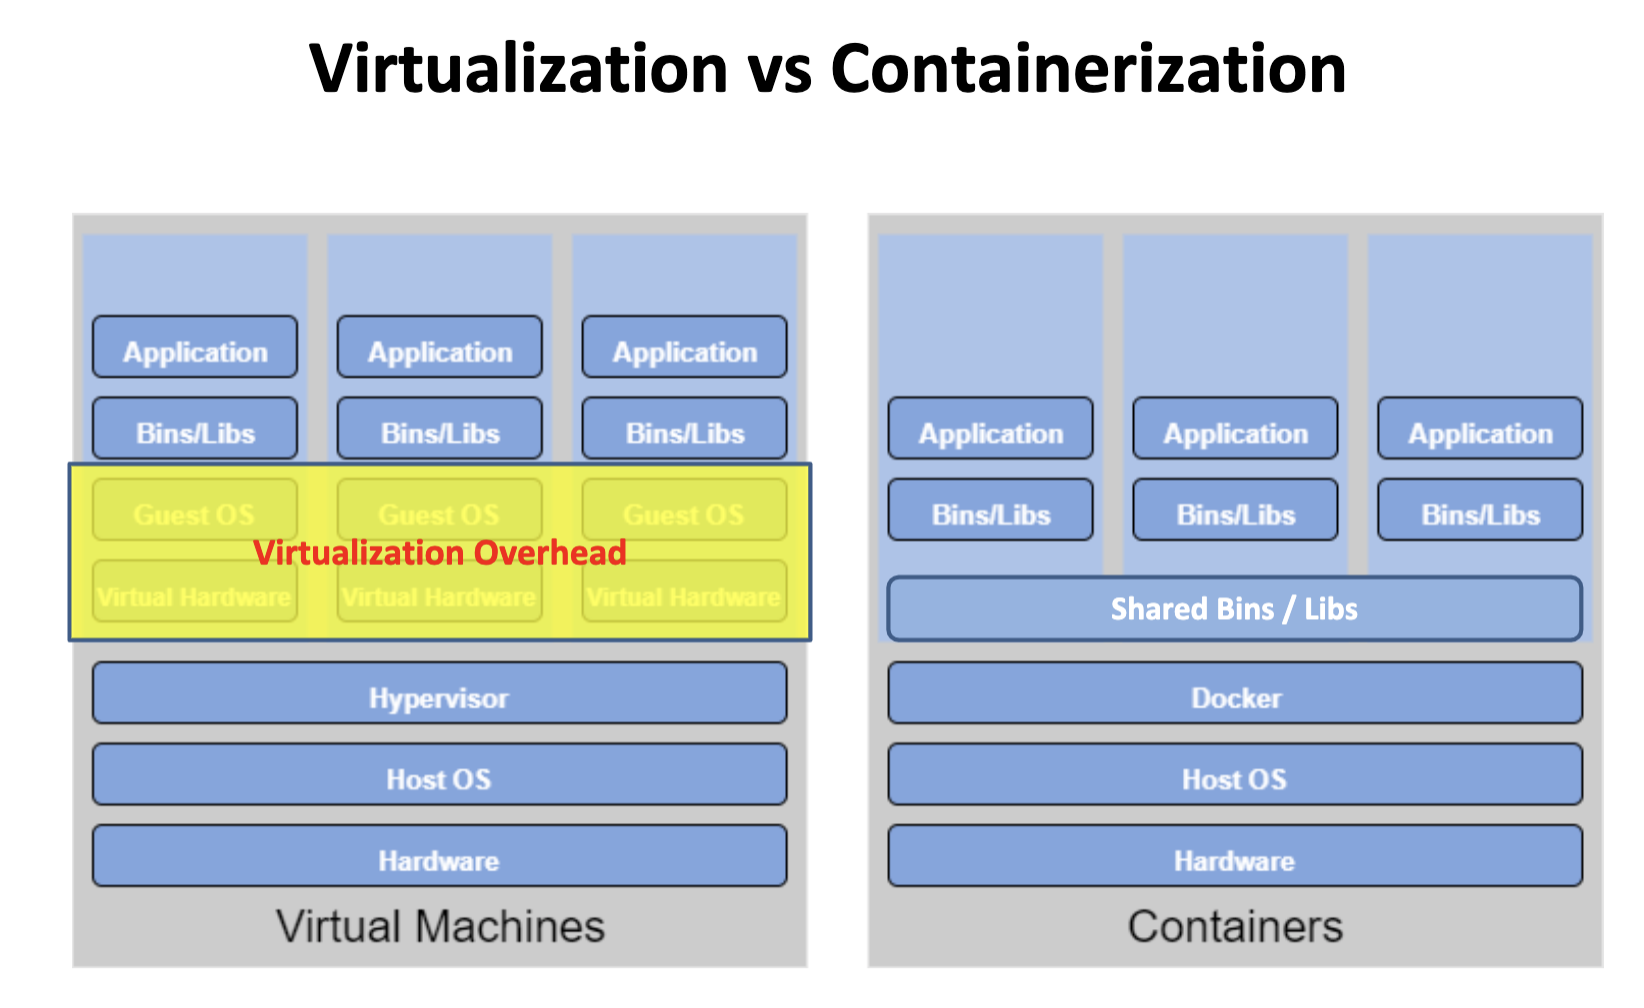 Virtualization vs Containerization
Application
Application
Application
Bins/Libs
Bins/Libs
Bins/Libs
Guest OS
Guest OS
Guest OS
Virtualization Overhead
Virtual Hardware
Virtual Hardware
Virtual Hardware
Hypervisor
Host OS
Hardware
Virtual Machines
Application
Application
Application
Bins/Libs
Bins/Libs
Bins/Libs
Shared Bins / Libs
Docker
Host OS
Hardware
Containers